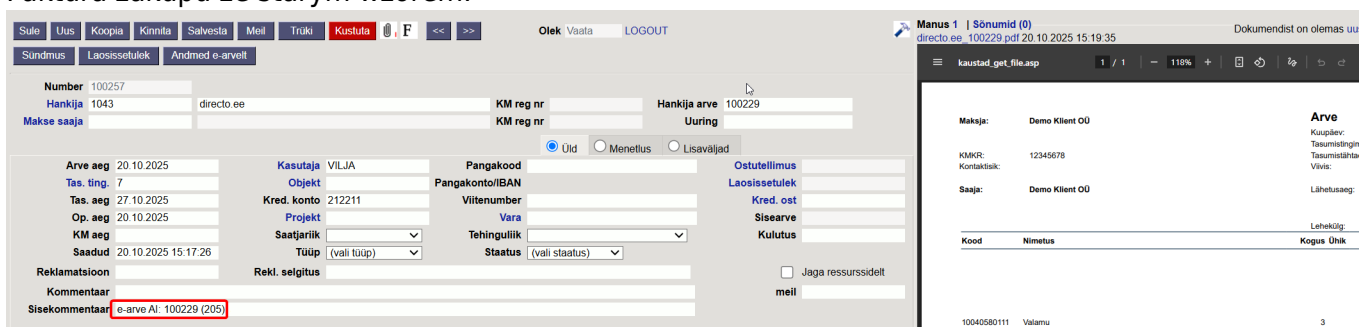 Sule Uus Koopia Kinnita Salvesta Meil Trüki Kustuta F << >> Olek Vaata LOGOUT
Sündmus Laosissetulek Andmed e-arvelt
Number 100257
Hankija 1043 directo.ee KM reg nr Hankija arve 100229
Makse saaja KM reg nr Uuring
Üld Menetlus Lisaväljad
Arve aeg 20.10.2025 Kasutaja VILJA Pangakood Ostutellimus
Tas. ting. 7 Objekt Pangakonto/IBAN Laosissetulek
Tas. aeg 27.10.2025 Kred. konto 212211 Viitenumber Kred. ost
Op. aeg 20.10.2025 Projekt Vara Sisearve
KM aeg Saatjariik Tehinguliik Kulutus
Saadud 20.10.2025 15:17:26 Tüüp (vali tüüp) Staatus (vali staatus)
Reklamatsioon Rekl. selgitus Jaga ressurssidelt
Kommentaar meil
Sisekommentaar e-arve AI: 100229 (205)
Manus 1 | Sõnumid (0) Dokumendist on olemas
directo.ee_100229.pdf 20.10.2025 15:19:35
kaustad_get_file.asp 1 / 1 118%
Maksja: Demo Klient OÜ Arve
Kuupäev:
KMKR: 12345678
Kontaktisik: Viivis:
Saaja: Demo Klient OÜ Lähetusaeg:
Lehekülg:
Kood Nimetus Kogus Ühik
10040580111 Valamu 3